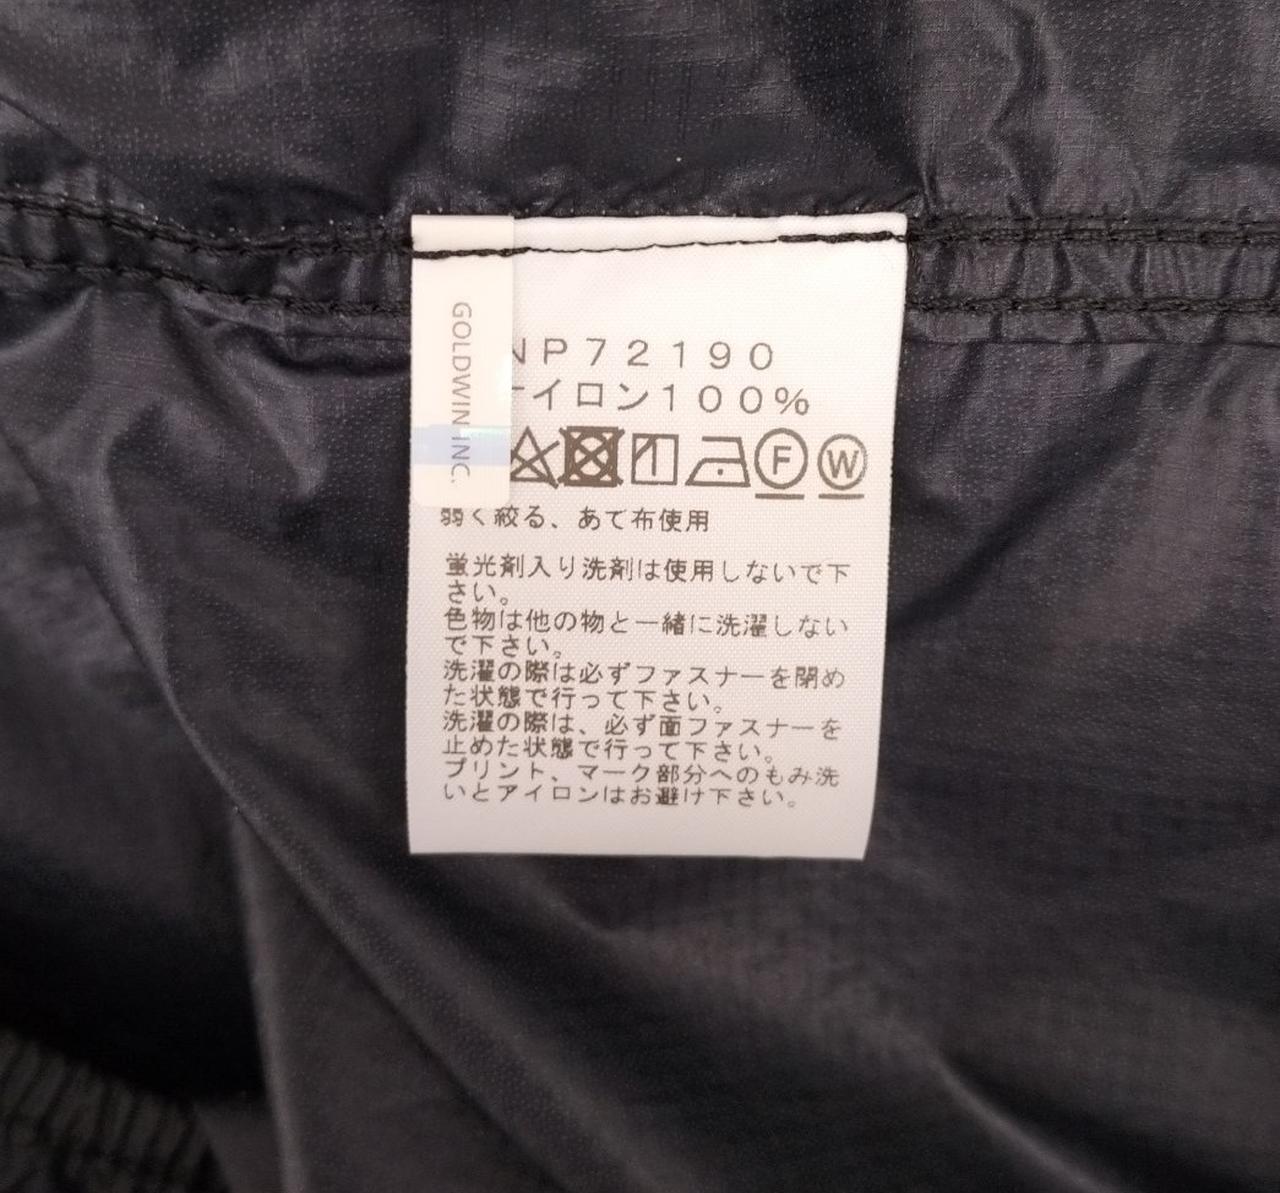 GOLDWIN INC.
NP72190
ナイロン100%
F W
弱く絞る、あて布使用
蛍光剤入り洗剤は使用しないで下
さい。
色物は他の物と一緒に洗濯しない
で下さい。
洗濯の際は必ずファスナーを閉め
た状態で行って下さい。
洗濯の際は、必ず面ファスナーを
止めた状態で行って下さい。
プリント、マーク部分へのもみ洗
いとアイロンはお避け下さい。